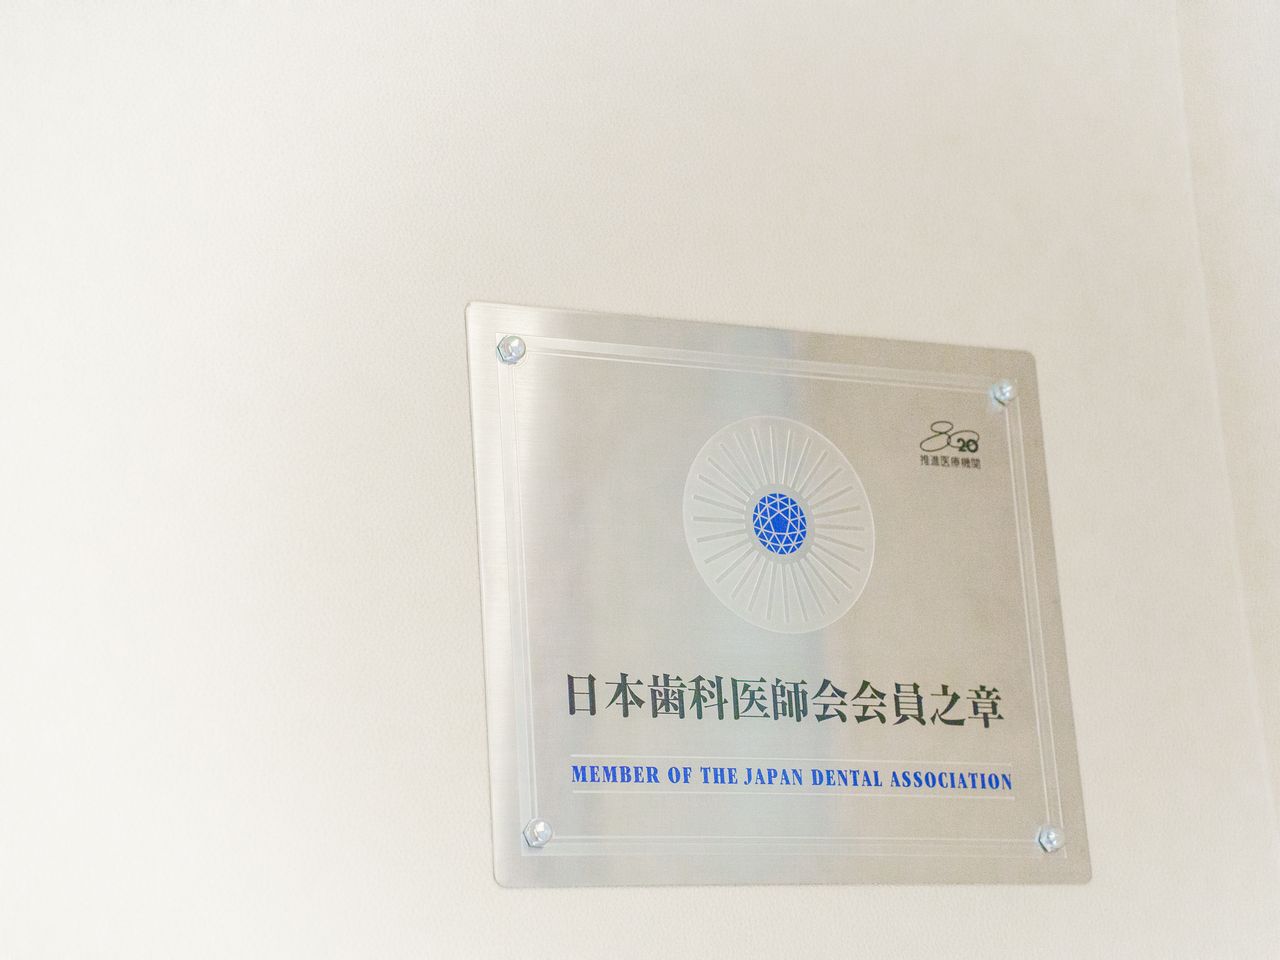 8020
推進医療機関
日本歯科医師会会員之章
MEMBER OF THE JAPAN DENTAL ASSOCIATION